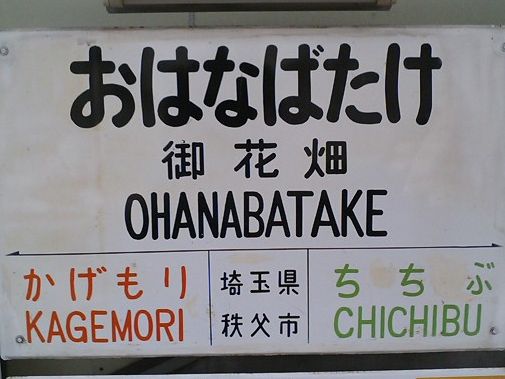 おはなばたけ
御花畑
OHANABATAKE
かげもり
KAGEMORI
埼玉県
秩父市
ちちぶ
CHICHIBU